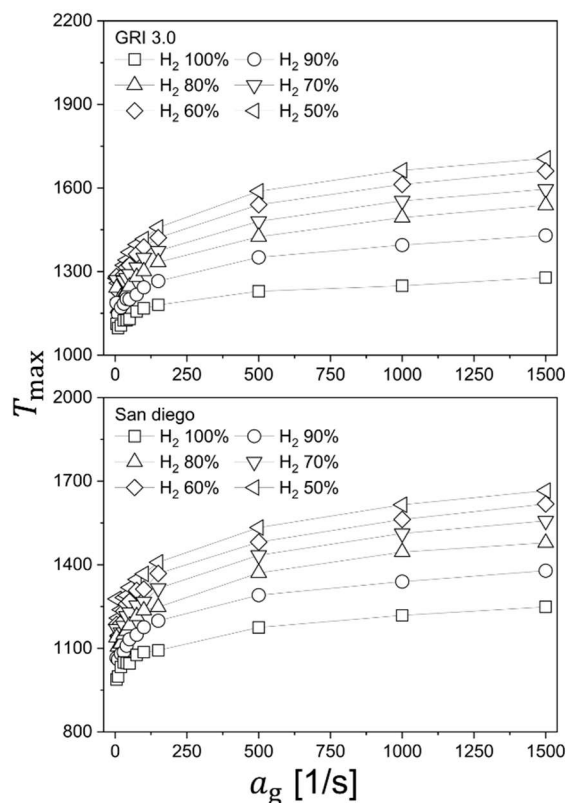 2200
1900
1600
1300
1000
GRI 3.0
H₂ 100% H₂ 90%
H₂ 80% H₂ 70%
H₂ 60% H₂ 50%
0 250 500 750 1000 1250 1500
T_max
2000
1700
1400
1100
800
San diego
H₂ 100% H₂ 90%
H₂ 80% H₂ 70%
H₂ 60% H₂ 50%
0 250 500 750 1000 1250 1500
a_g [1/s]